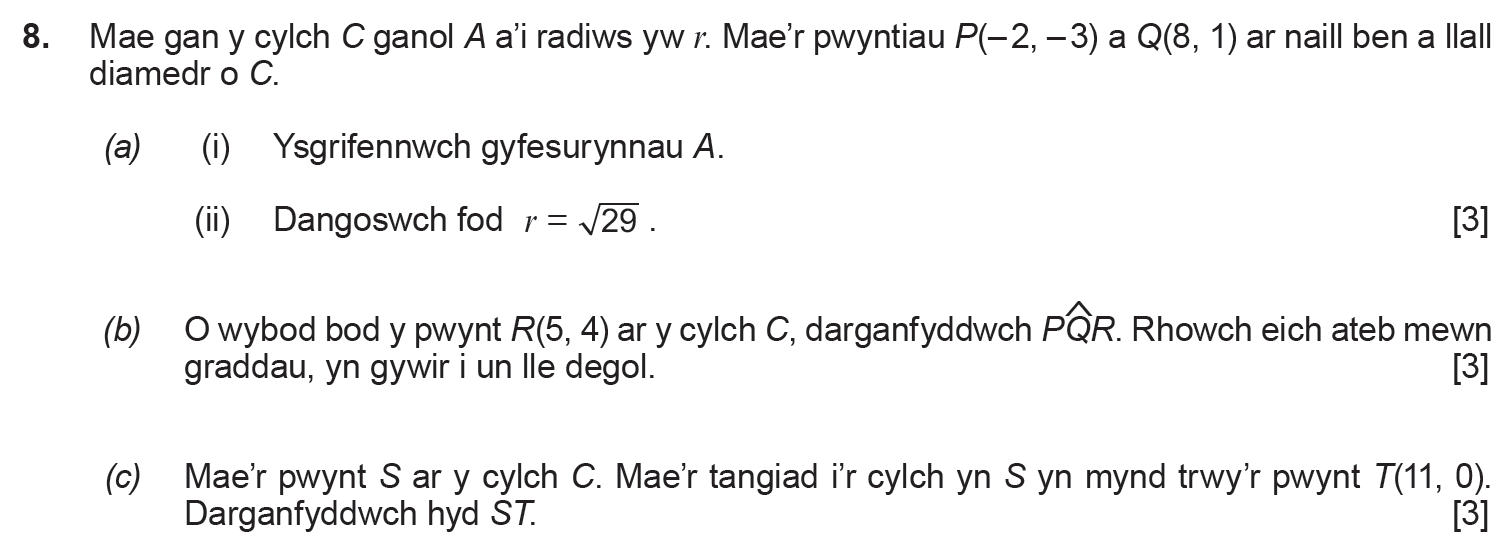 8. Mae gan y cylch C ganol A a'i radiws yw r. Mae'r pwyntiau P(−2, −3) a Q(8, 1) ar naill ben a llall
diamedr o C.
(a) (i) Ysgrifennwch gyfesurynnau A.
(ii) Dangoswch fod r = √29 . [3]
(b) O wybod bod y pwynt R(5, 4) ar y cylch C, darganfyddwch PQ̂R. Rhowch eich ateb mewn
graddau, yn gywir i un lle degol. [3]
(c) Mae'r pwynt S ar y cylch C. Mae'r tangiad i'r cylch yn S yn mynd trwy'r pwynt T(11, 0).
Darganfyddwch hyd ST. [3]